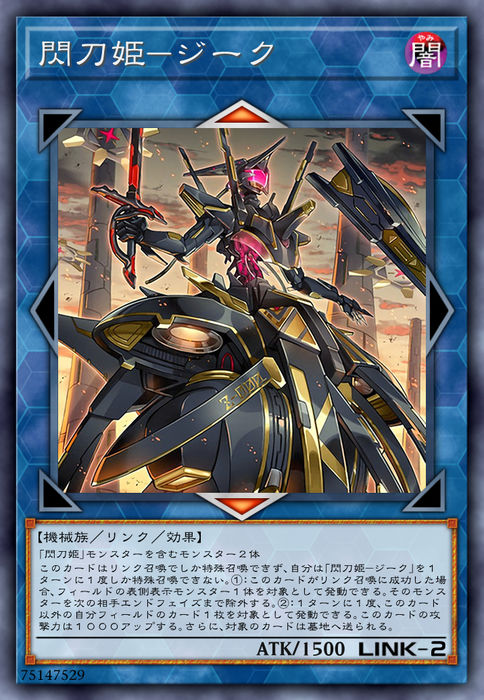 閃刀姫－ジーク
やみ
闇
【機械族／リンク／効果】
「閃刀姫」モンスターを含むモンスター２体
このカードはリンク召喚でしか特殊召喚できず、自分は「閃刀姫－ジーク」を１
ターンに１度しか特殊召喚できない。①：このカードがリンク召喚に成功した場
合、フィールドの表側表示モンスター１体を対象として発動できる。そのモンス
ターを次の相手エンドフェイズまで除外する。②：１ターンに１度、このカード
以外の自分フィールドのカード１枚を対象として発動できる。このカードの攻
撃力は１０００アップする。さらに、対象のカードは墓地へ送られる。
ATK/1500 LINK-2
75147529